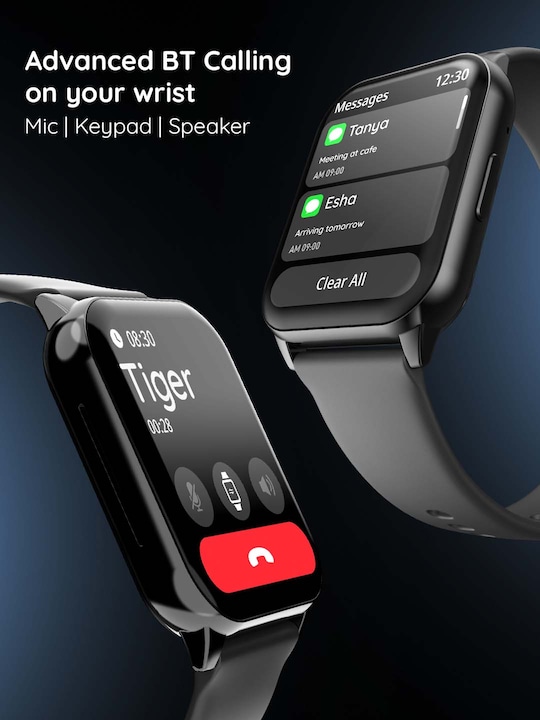 Advanced BT Calling
on your wrist
Mic | Keypad | Speaker
12:30
Messages
Tanya
Meeting at cafe
AM 09:00
Esha
Arriving tomorrow
AM 09:00
Clear All
08:30
Tiger
00:28